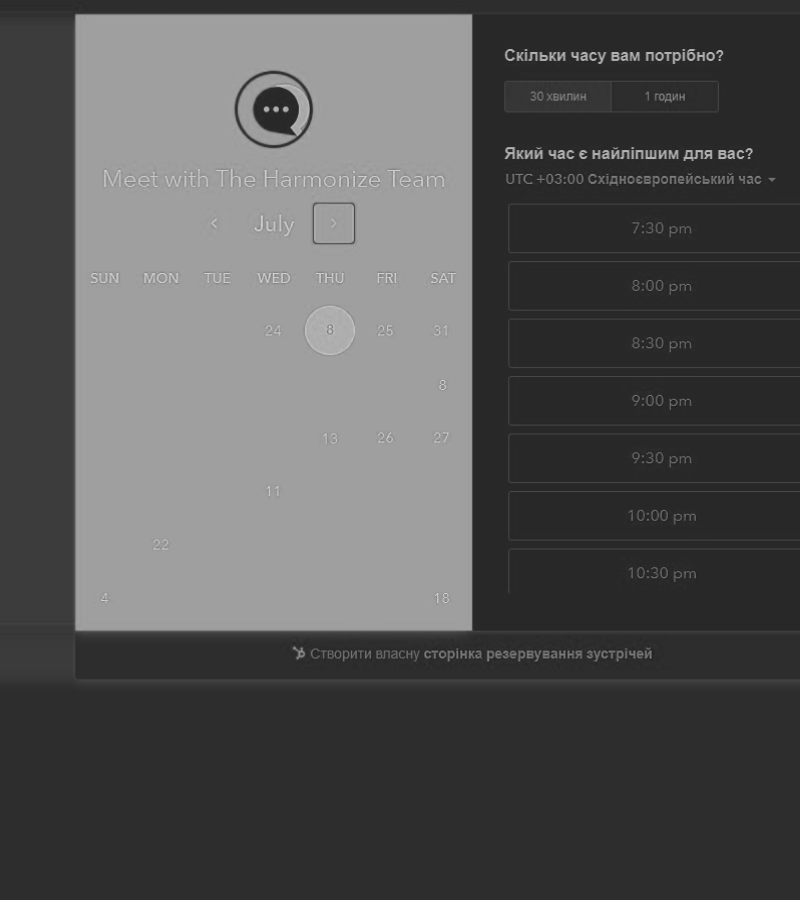 Meet with The Harmonize Team
July
SUN MON TUE WED THU FRI SAT
24 8 25 31
8
13 26 27
11
22
4 18
Скільки часу вам потрібно?
30 хвилин 1 годин
Який час є найліпшим для вас?
UTC +03:00 Східноєвропейський час
7:30 pm
8:00 pm
8:30 pm
9:00 pm
9:30 pm
10:00 pm
10:30 pm
Створити власну сторінка резервування зустрічей